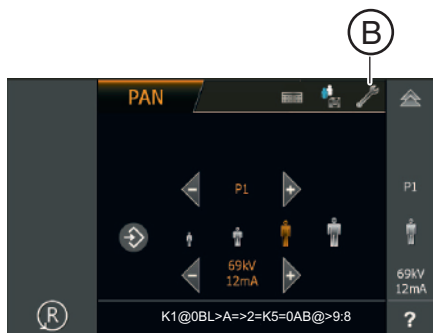 B
PAN
P1
P1
69kV
12mA
69kV
12mA
R
K1@0BL>A=>2=K5=0AB@>9:8
?